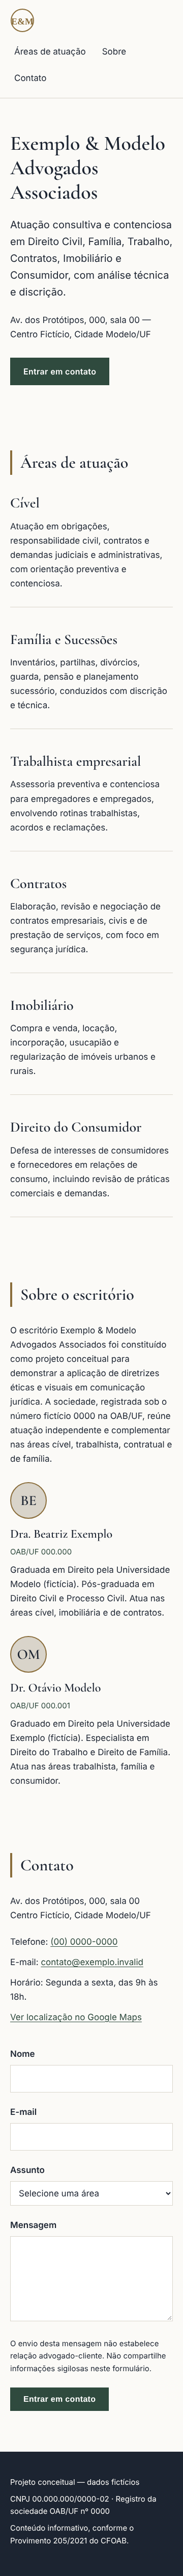 E&M
Áreas de atuação Sobre
Contato
Exemplo & Modelo
Advogados
Associados
Atuação consultiva e contenciosa
em Direito Civil, Família, Trabalho,
Contratos, Imobiliário e
Consumidor, com análise técnica
e discrição.
Av. dos Protótipos, 000, sala 00 —
Centro Fictício, Cidade Modelo/UF
Entrar em contato
Áreas de atuação
Cível
Atuação em obrigações,
responsabilidade civil, contratos e
demandas judiciais e administrativas,
com orientação preventiva e
contenciosa.
Família e Sucessões
Inventários, partilhas, divórcios,
guarda, pensão e planejamento
sucessório, conduzidos com discrição
e técnica.
Trabalhista empresarial
Assessoria preventiva e contenciosa
para empregadores e empregados,
envolvendo rotinas trabalhistas,
acordos e reclamações.
Contratos
Elaboração, revisão e negociação de
contratos empresariais, civis e de
prestação de serviços, com foco em
segurança jurídica.
Imobiliário
Compra e venda, locação,
incorporação, usucapião e
regularização de imóveis urbanos e
rurais.
Direito do Consumidor
Defesa de interesses de consumidores
e fornecedores em relações de
consumo, incluindo revisão de práticas
comerciais e demandas.
Sobre o escritório
O escritório Exemplo & Modelo
Advogados Associados foi constituído
como projeto conceitual para
demonstrar a aplicação de diretrizes
éticas e visuais em comunicação
jurídica. A sociedade, registrada sob o
número fictício 0000 na OAB/UF, reúne
atuação independente e complementar
nas áreas cível, trabalhista, contratual e
de família.
BE
Dra. Beatriz Exemplo
OAB/UF 000.000
Graduada em Direito pela Universidade
Modelo (fictícia). Pós-graduada em
Direito Civil e Processo Civil. Atua nas
áreas cível, imobiliária e de contratos.
OM
Dr. Otávio Modelo
OAB/UF 000.001
Graduado em Direito pela Universidade
Exemplo (fictícia). Especialista em
Direito do Trabalho e Direito de Família.
Atua nas áreas trabalhista, família e
consumidor.
Contato
Av. dos Protótipos, 000, sala 00
Centro Fictício, Cidade Modelo/UF
Telefone: (00) 0000-0000
E-mail: contato@exemplo.invalid
Horário: Segunda a sexta, das 9h às
18h.
Ver localização no Google Maps
Nome
E-mail
Assunto
Selecione uma área
Mensagem
O envio desta mensagem não estabelece
relação advogado-cliente. Não compartilhe
informações sigilosas neste formulário.
Entrar em contato
Projeto conceitual — dados fictícios
CNPJ 00.000.000/0000-02 · Registro da
sociedade OAB/UF nº 0000
Conteúdo informativo, conforme o
Provimento 205/2021 do CFOAB.